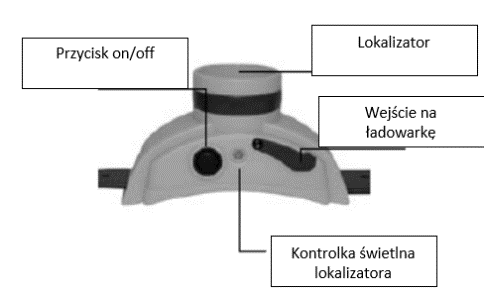 Przycisk on/off
Lokalizator
Wejście na
ładowarkę
Kontrolka świetlna
lokalizatora